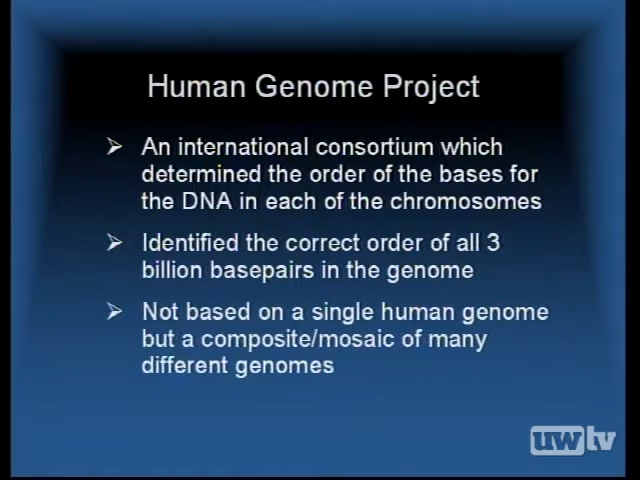 Human Genome Project
An international consortium which
determined the order of the bases for
the DNA in each of the chromosomes
Identified the correct order of all 3
billion basepairs in the genome
Not based on a single human genome
but a composite/mosaic of many
different genomes
uwtv